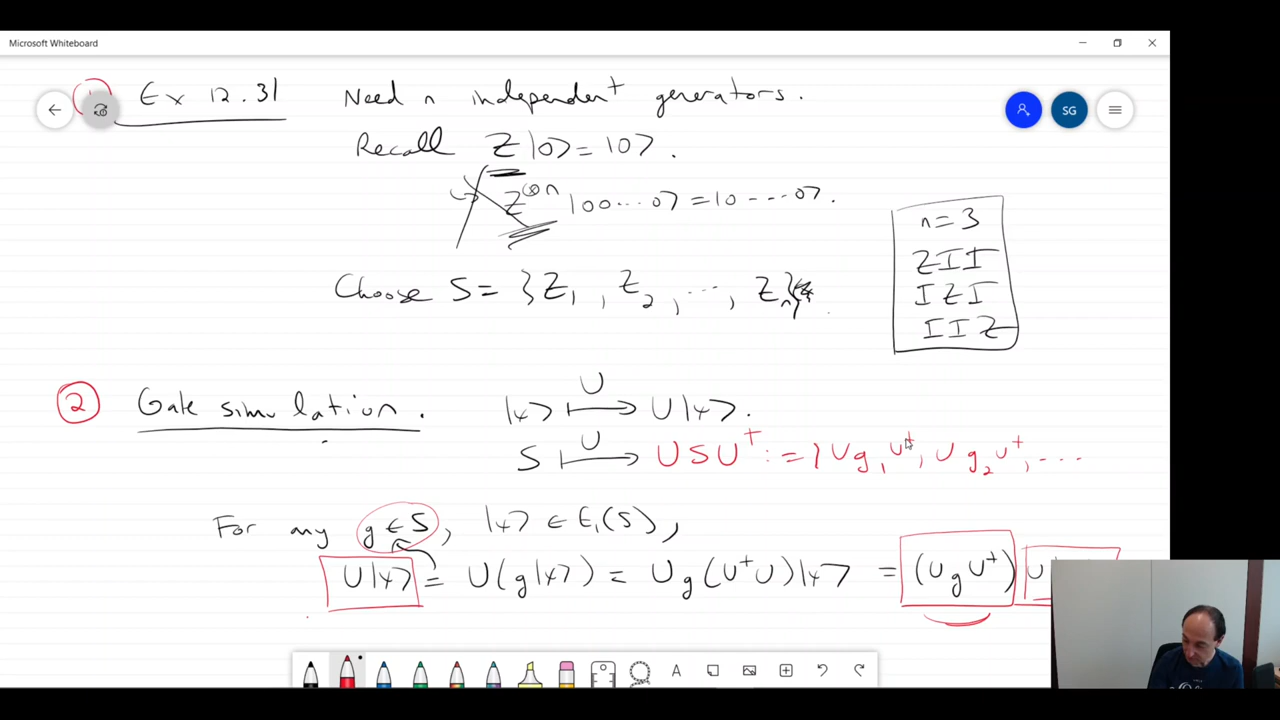 Microsoft Whiteboard
SG
Ex 12.31 Need n independent generators.
Recall Z|0> = |0>.
Z⊗n |00···0> = |0---0>.
n=3
ZII
IZI
IIZ
Choose S = {Z1, Z2, ..., Zn}
2 Gate simulation. |ψ> ↦U U|ψ>.
S ↦U USU† := {Ug1U†, Ug2U†, ...
For any g ∈ S, |ψ> ∈ E1(S),
U|ψ> = U(g|ψ>) = Ug(U†U)|ψ> = (UgU†)
A